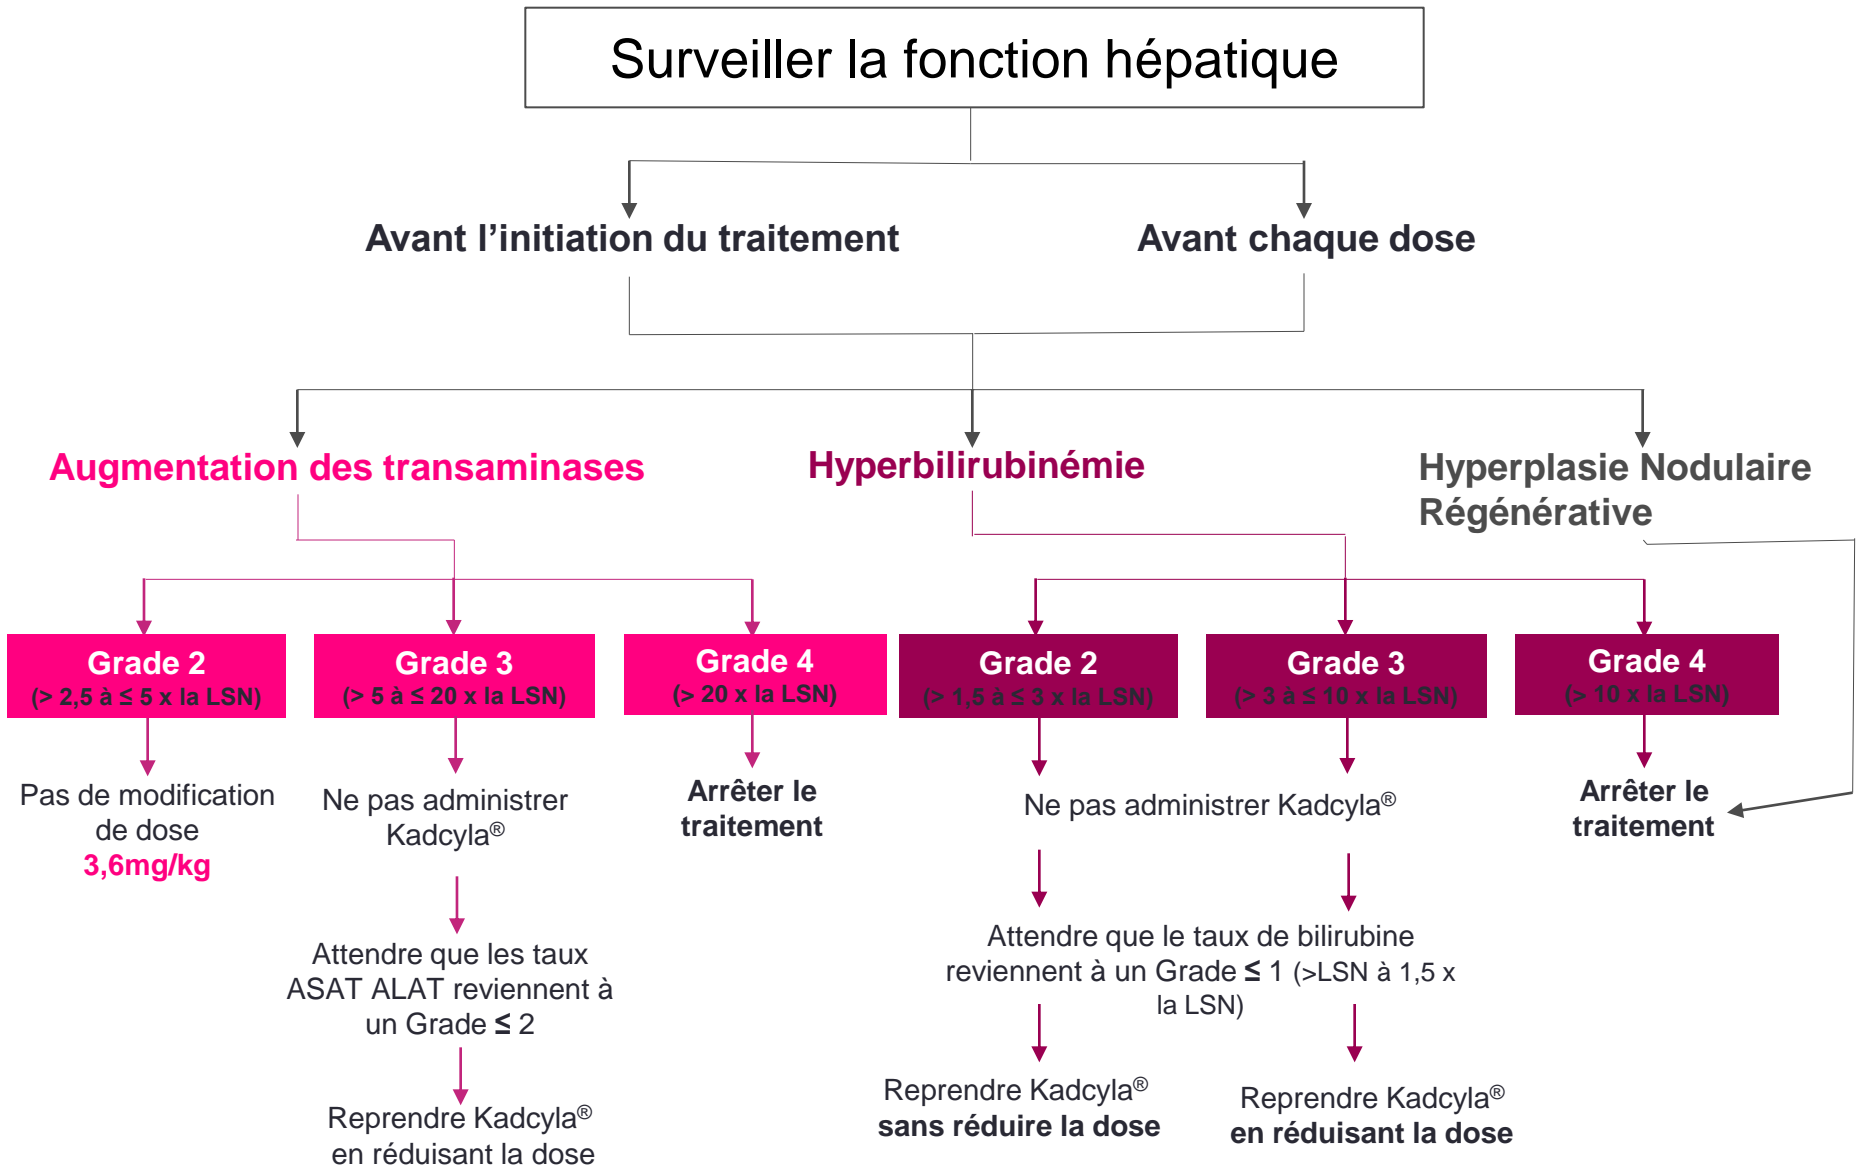 Surveiller la fonction hépatique
Avant l’initiation du traitement
Avant chaque dose
Augmentation des transaminases
Hyperbilirubinémie
Hyperplasie Nodulaire
Régénérative
Grade 2
(> 2,5 à ≤ 5 x la LSN)
Grade 3
(> 5 à ≤ 20 x la LSN)
Grade 4
(> 20 x la LSN)
Grade 2
(> 1,5 à ≤ 3 x la LSN)
Grade 3
(> 3 à ≤ 10 x la LSN)
Grade 4
(> 10 x la LSN)
Pas de modification
de dose
3,6mg/kg
Ne pas administrer
Kadcyla®
Arrêter le
traitement
Ne pas administrer Kadcyla®
Arrêter le
traitement
Attendre que les taux
ASAT ALAT reviennent à
un Grade ≤ 2
Attendre que le taux de bilirubine
reviennent à un Grade ≤ 1 (>LSN à 1,5 x
la LSN)
Reprendre Kadcyla®
en réduisant la dose
Reprendre Kadcyla®
sans réduire la dose
Reprendre Kadcyla®
en réduisant la dose